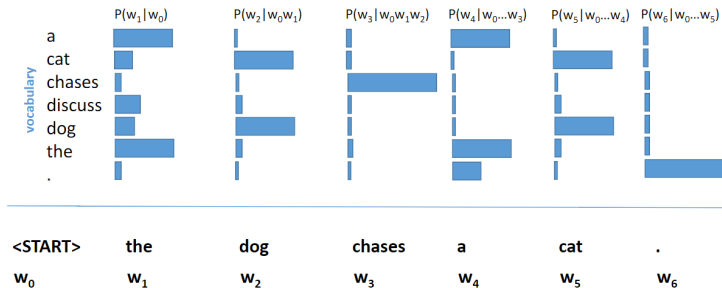 P(w₁|w₀) P(w₂|w₀w₁) P(w₃|w₀w₁w₂) P(w₄|w₀...w₃) P(w₅|w₀...w₄) P(w₆|w₀...w₅)
vocabulary
a
cat
chases
discuss
dog
the
.
<START> the dog chases a cat .
w₀ w₁ w₂ w₃ w₄ w₅ w₆